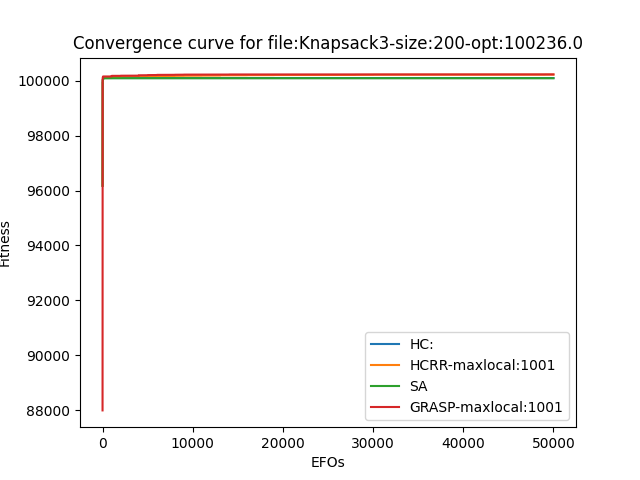 Convergence curve for file:Knapsack3-size:200-opt:100236.0
100000
98000
96000
94000
92000
90000
88000
Fitness
HC:
HCRR-maxlocal:1001
SA
GRASP-maxlocal:1001
0
10000
20000
30000
40000
50000
EFOs